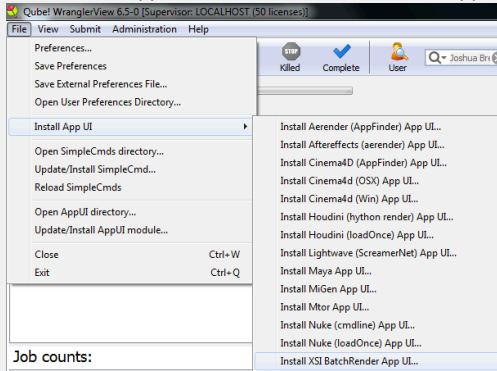 Qube! WranglerView 6.5-0 [Supervisor: LOCALHOST (50 licenses)]
File View Submit Administration Help
Preferences...
Save Preferences
Save External Preferences File...
Open User Preferences Directory...
Install App UI
Open SimpleCmds directory...
Update/Install SimpleCmd...
Reload SimpleCmds
Open AppUI directory...
Update/Install AppUI module...
Close Ctrl+W
Exit Ctrl+Q
STOP
Killed Complete User
Joshua Bre
Install Aerender (AppFinder) App UI...
Install Aftereffects (aerender) App UI...
Install Cinema4D (AppFinder) App UI...
Install Cinema4d (OSX) App UI...
Install Cinema4d (Win) App UI...
Install Houdini (hython render) App UI...
Install Houdini (loadOnce) App UI...
Install Lightwave (ScreamerNet) App UI...
Install Maya App UI...
Install MiGen App UI...
Install Mtor App UI...
Install Nuke (cmdline) App UI...
Install Nuke (loadOnce) App UI...
Install XSI BatchRender App UI...
Job counts: